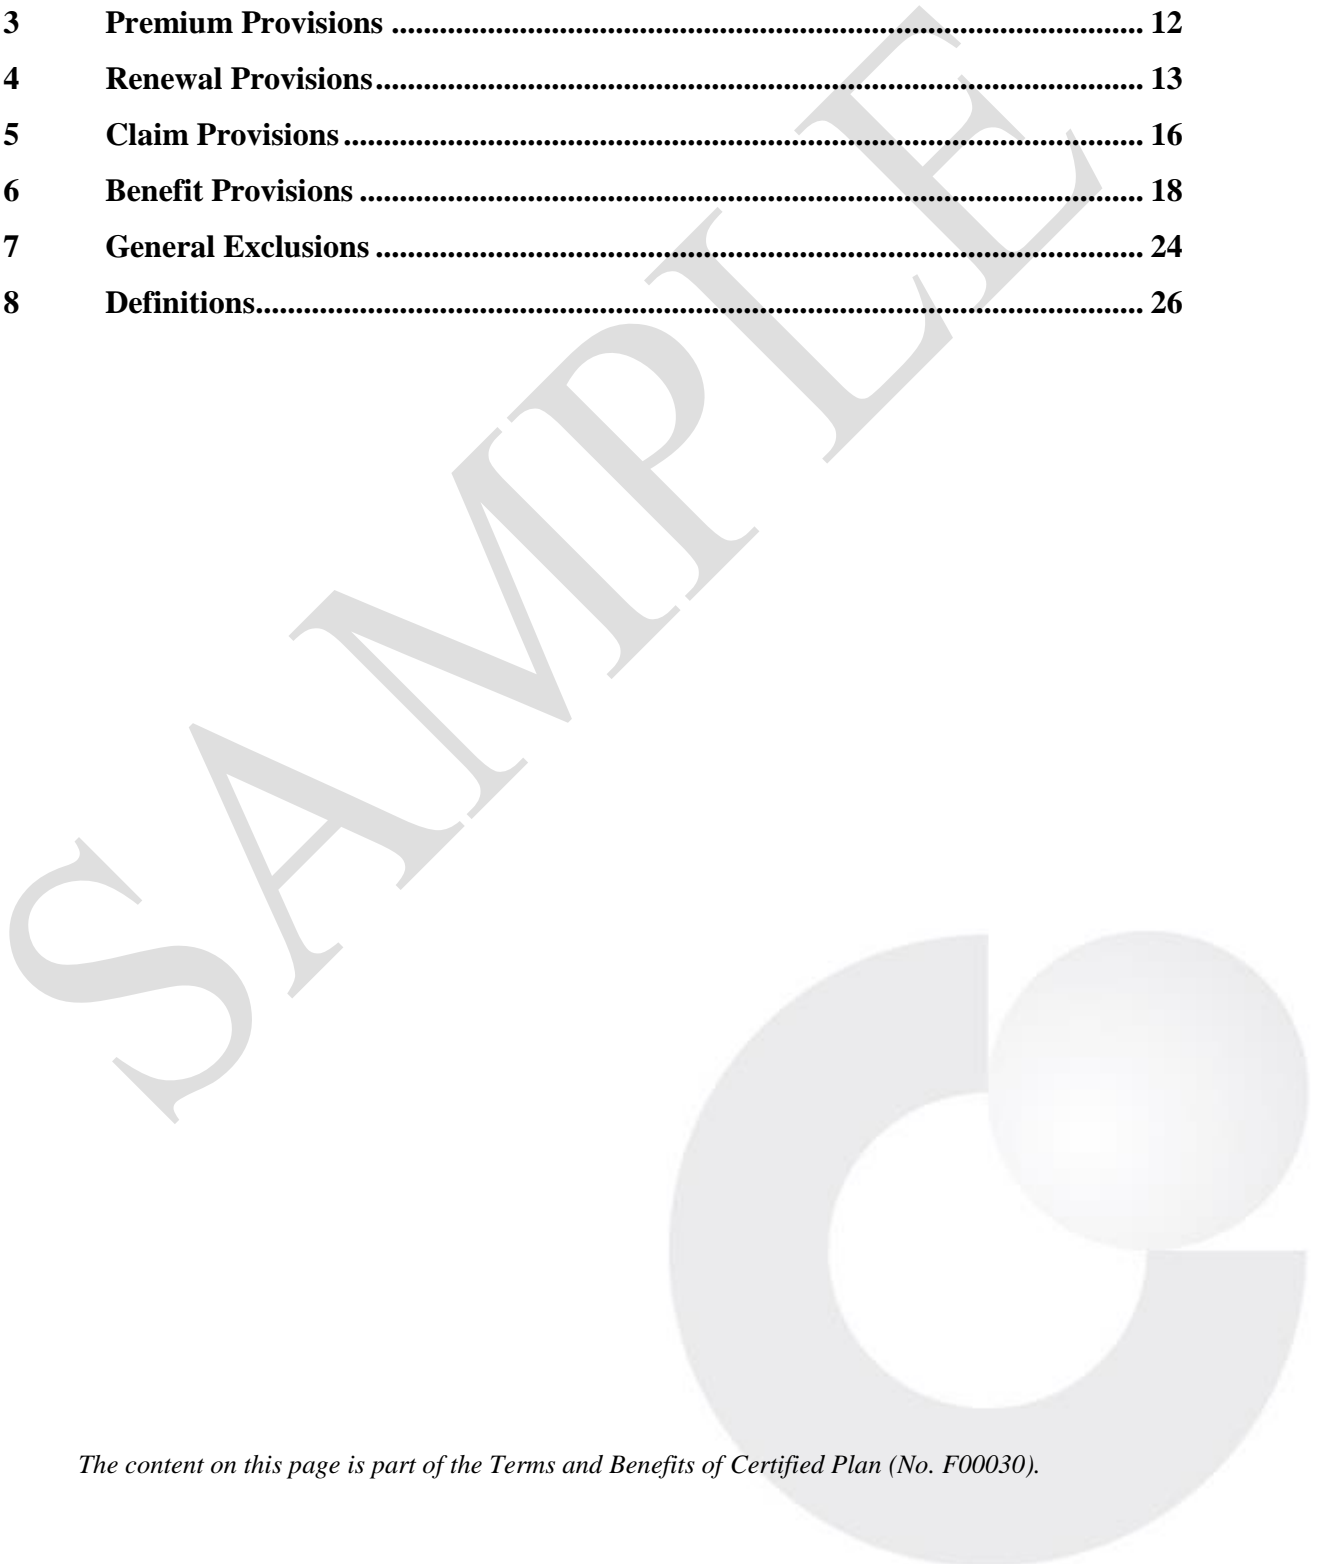 3 Premium Provisions .............................................................................................. 12
4 Renewal Provisions ................................................................................................ 13
5 Claim Provisions .................................................................................................... 16
6 Benefit Provisions .................................................................................................. 18
7 General Exclusions ................................................................................................ 24
8 Definitions ............................................................................................................... 26
SAMPLE
The content on this page is part of the Terms and Benefits of Certified Plan (No. F00030).